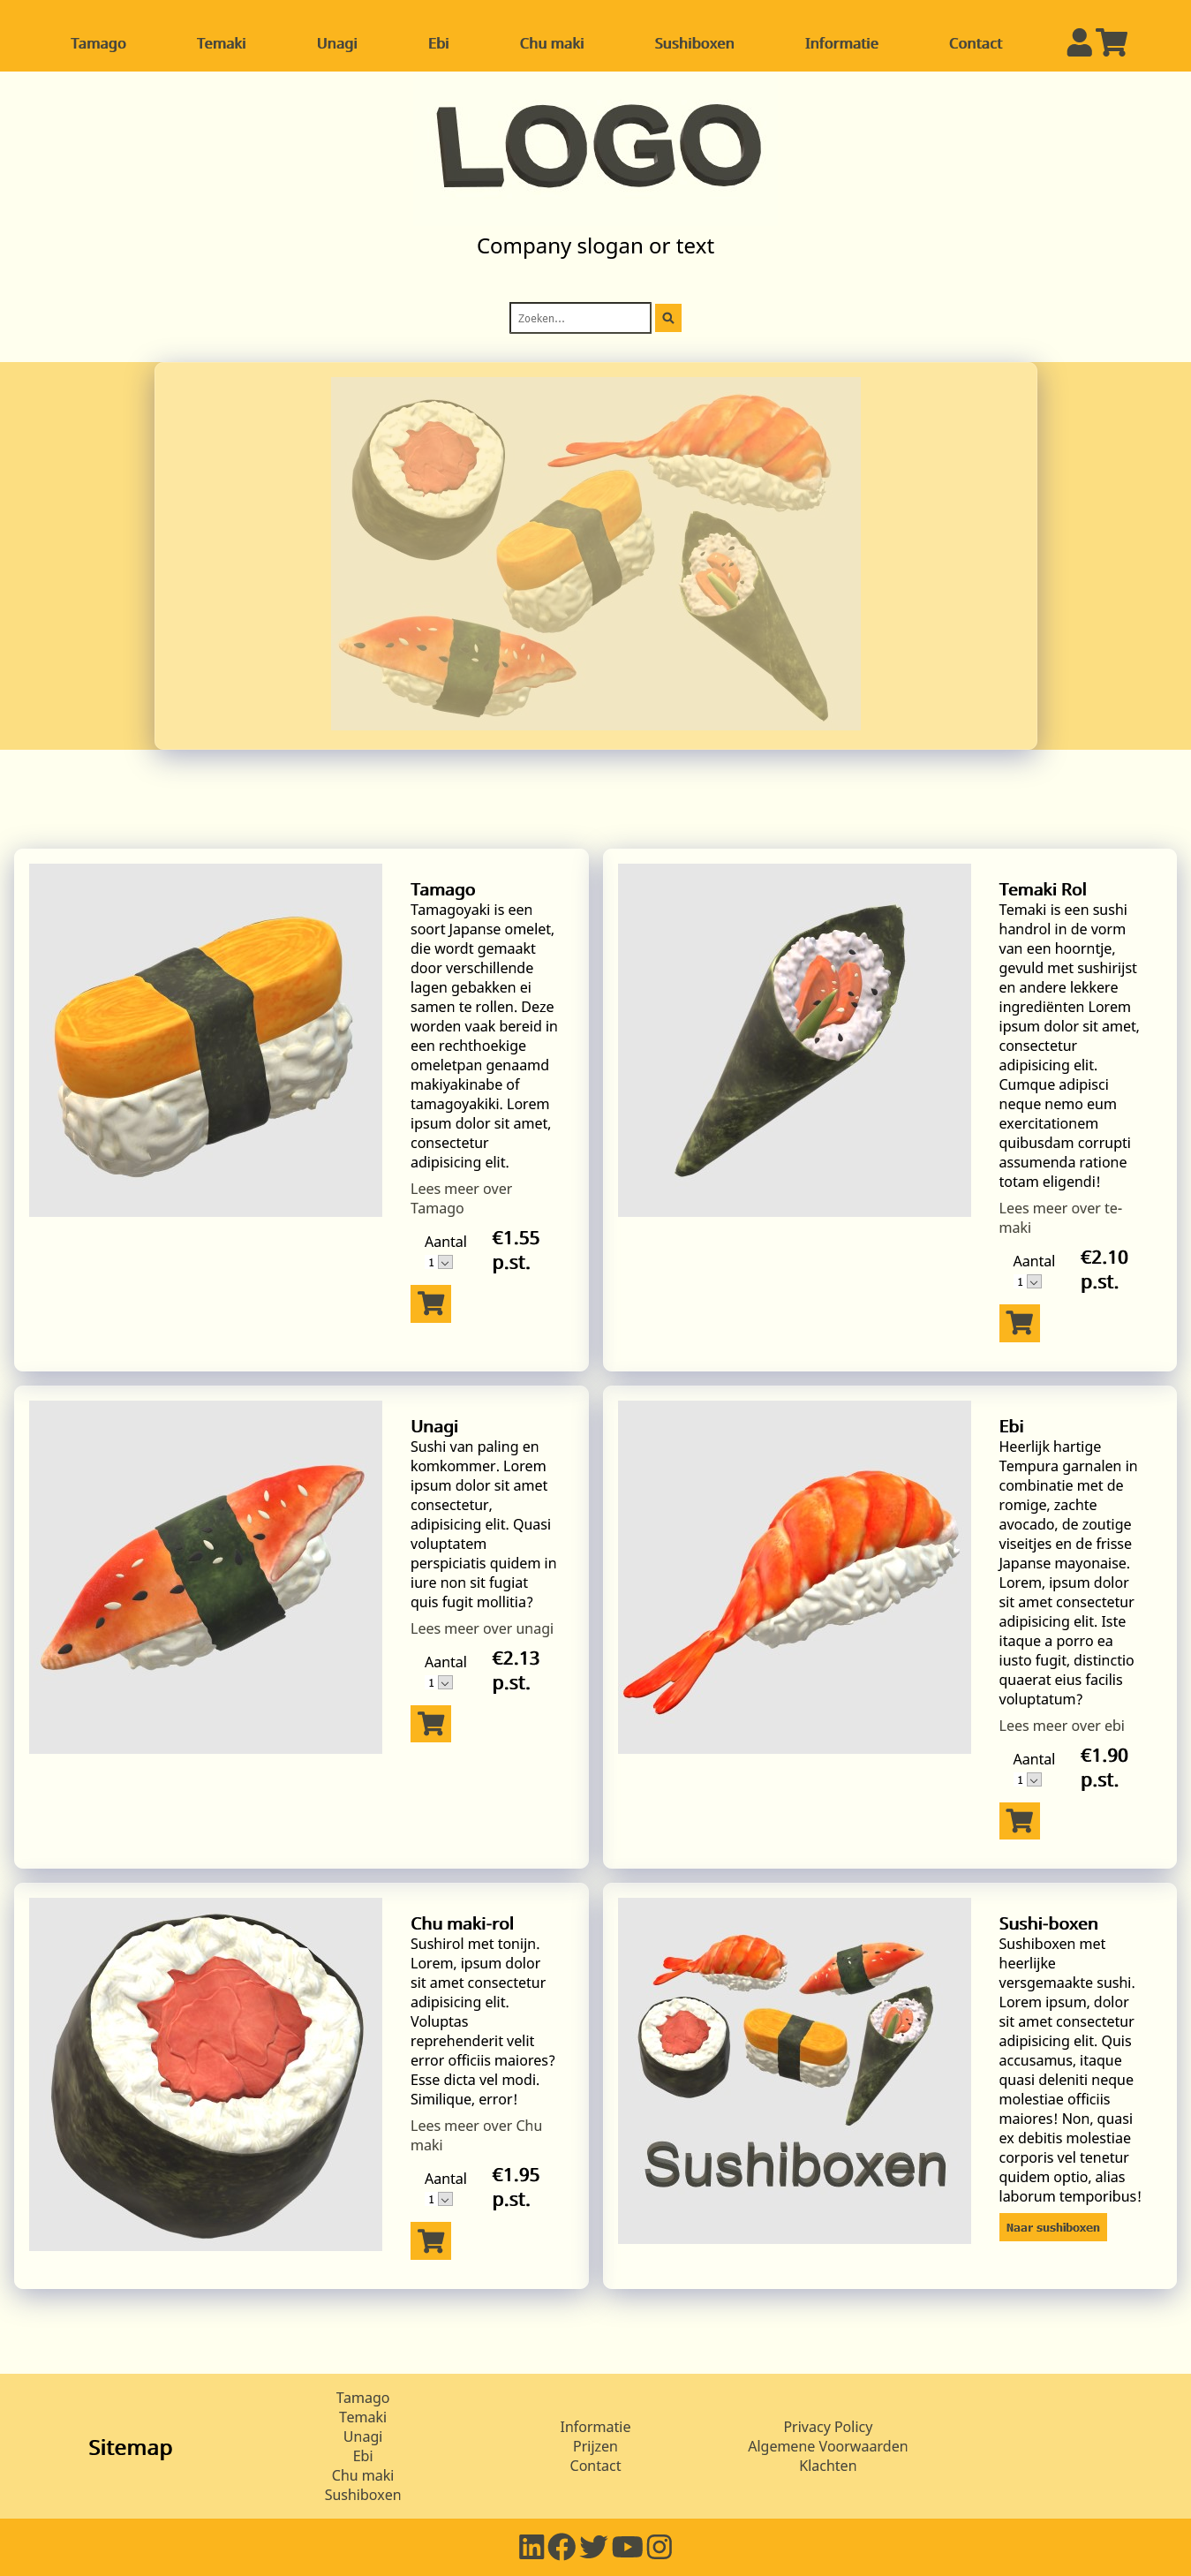 Tamago Temaki Unagi Ebi Chu maki Sushiboxen Informatie Contact
LOGO
Company slogan or text
Zoeken...
Tamago
Tamagoyaki is een
soort Japanse omelet,
die wordt gemaakt
door verschillende
lagen gebakken ei
samen te rollen. Deze
worden vaak bereid in
een rechthoekige
omeletpan genaamd
makiyakinabe of
tamagoyakiki. Lorem
ipsum dolor sit amet,
consectetur
adipisicing elit.
Lees meer over
Tamago
Aantal
1
€1.55
p.st.
Temaki Rol
Temaki is een sushi
handrol in de vorm
van een hoorntje,
gevuld met sushirijst
en andere lekkere
ingrediënten Lorem
ipsum dolor sit amet,
consectetur
adipisicing elit.
Cumque adipisci
neque nemo eum
exercitationem
quibusdam corrupti
assumenda ratione
totam eligendi!
Lees meer over te-
maki
Aantal
1
€2.10
p.st.
Unagi
Sushi van paling en
komkommer. Lorem
ipsum dolor sit amet
consectetur,
adipisicing elit. Quasi
voluptatem
perspiciatis quidem in
iure non sit fugiat
quis fugit mollitia?
Lees meer over unagi
Aantal
1
€2.13
p.st.
Ebi
Heerlijk hartige
Tempura garnalen in
combinatie met de
romige, zachte
avocado, de zoutige
viseitjes en de frisse
Japanse mayonaise.
Lorem, ipsum dolor
sit amet consectetur
adipisicing elit. Iste
itaque a porro ea
iusto fugit, distinctio
quaerat eius facilis
voluptatum?
Lees meer over ebi
Aantal
1
€1.90
p.st.
Chu maki-rol
Sushirol met tonijn.
Lorem, ipsum dolor
sit amet consectetur
adipisicing elit.
Voluptas
reprehenderit velit
error officiis maiores?
Esse dicta vel modi.
Similique, error!
Lees meer over Chu
maki
Aantal
1
€1.95
p.st.
Sushiboxen
Sushi-boxen
Sushiboxen met
heerlijke
versgemaakte sushi.
Lorem ipsum, dolor
sit amet consectetur
adipisicing elit. Quis
accusamus, itaque
quasi deleniti neque
molestiae officiis
maiores! Non, quasi
ex debitis molestiae
corporis vel tenetur
quidem optio, alias
laborum temporibus!
Naar sushiboxen
Sitemap
Tamago
Temaki
Unagi
Ebi
Chu maki
Sushiboxen
Informatie
Prijzen
Contact
Privacy Policy
Algemene Voorwaarden
Klachten